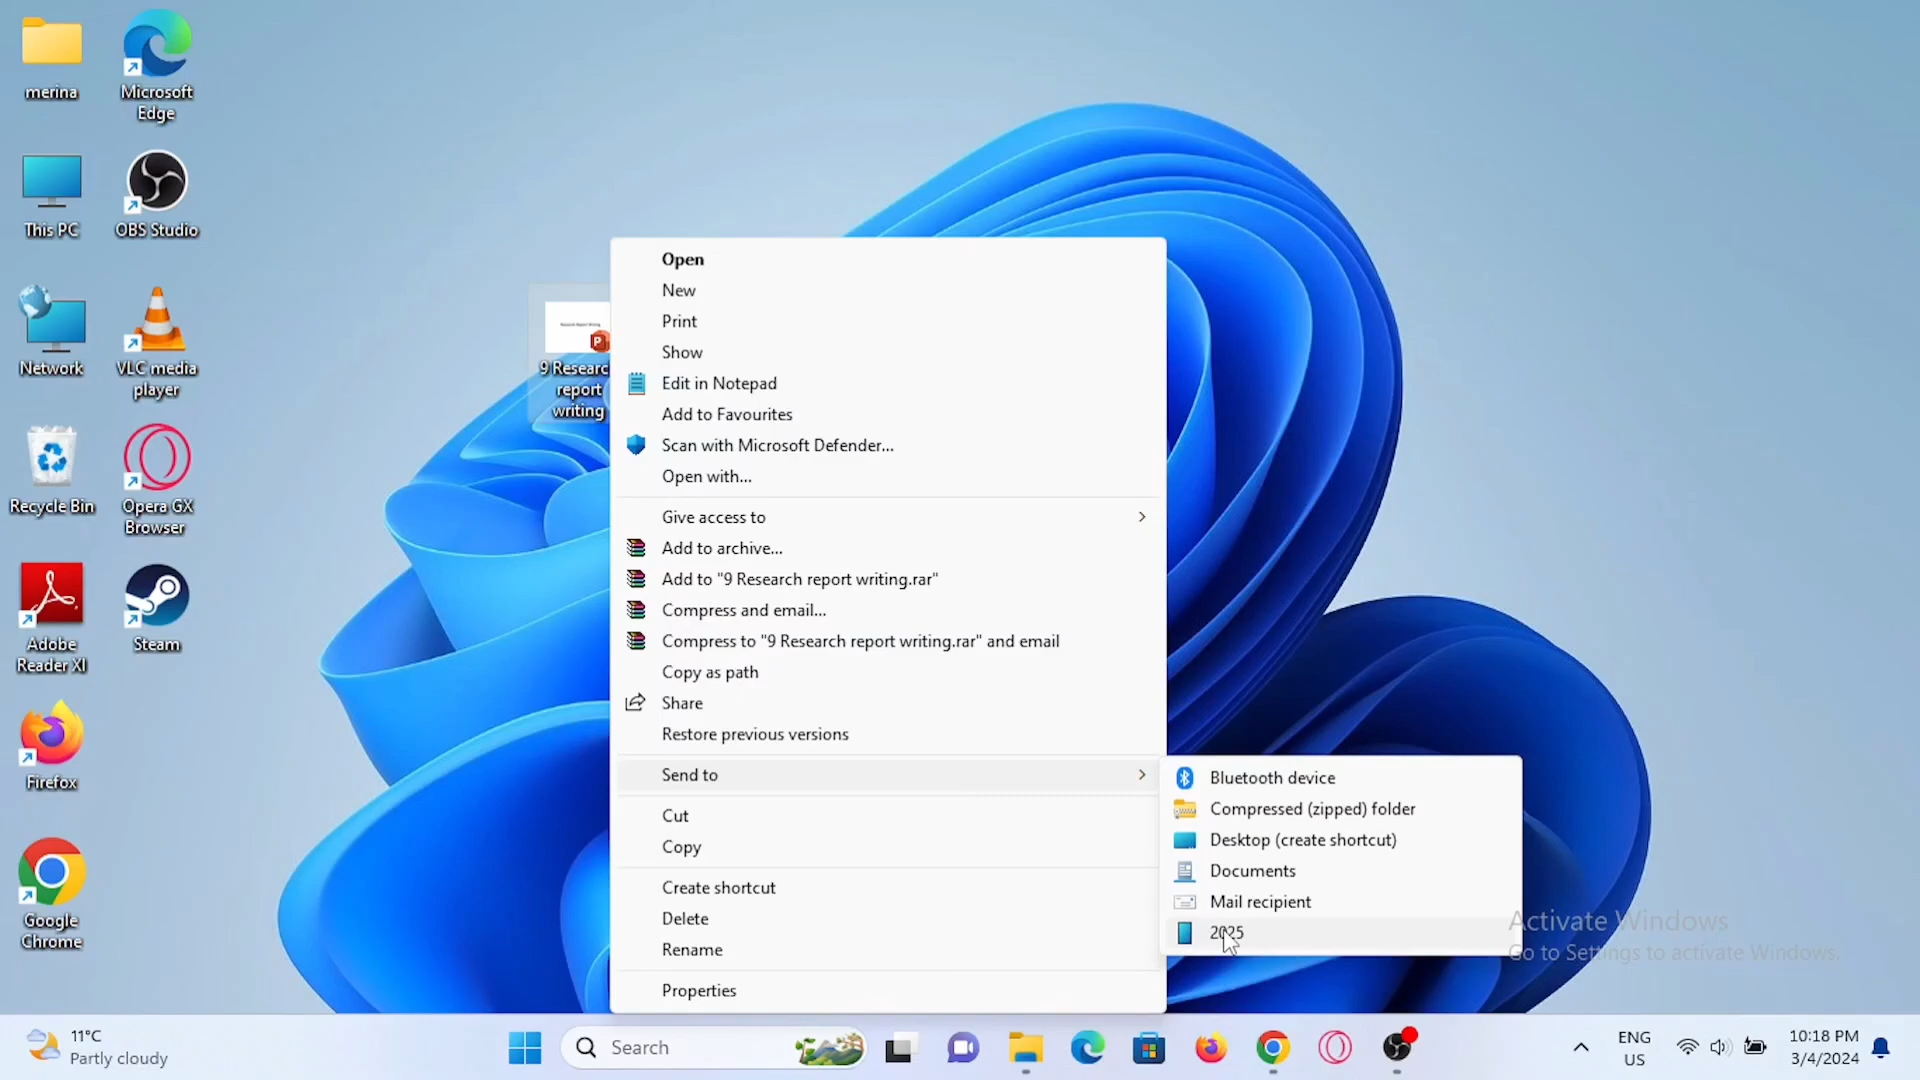 merina
Microsoft
Edge
This PC
OBS Studio
Network
VLC media
player
Recycle Bin
Opera GX
Browser
Adobe
Reader XI
Steam
Firefox
Google
Chrome
Research Report Writing
P
9 Researc
report
writing
Open
New
Print
Show
Edit in Notepad
Add to Favourites
Scan with Microsoft Defender...
Open with...
Give access to
Add to archive...
Add to "9 Research report writing.rar"
Compress and email...
Compress to "9 Research report writing.rar" and email
Copy as path
Share
Restore previous versions
Send to
Cut
Copy
Create shortcut
Delete
Rename
Properties
Bluetooth device
Compressed (zipped) folder
Desktop (create shortcut)
Documents
Mail recipient
2025
Activate Windows
Go to Settings to activate Windows.
11°C
Partly cloudy
Search
ENG
US
10:18 PM
3/4/2024